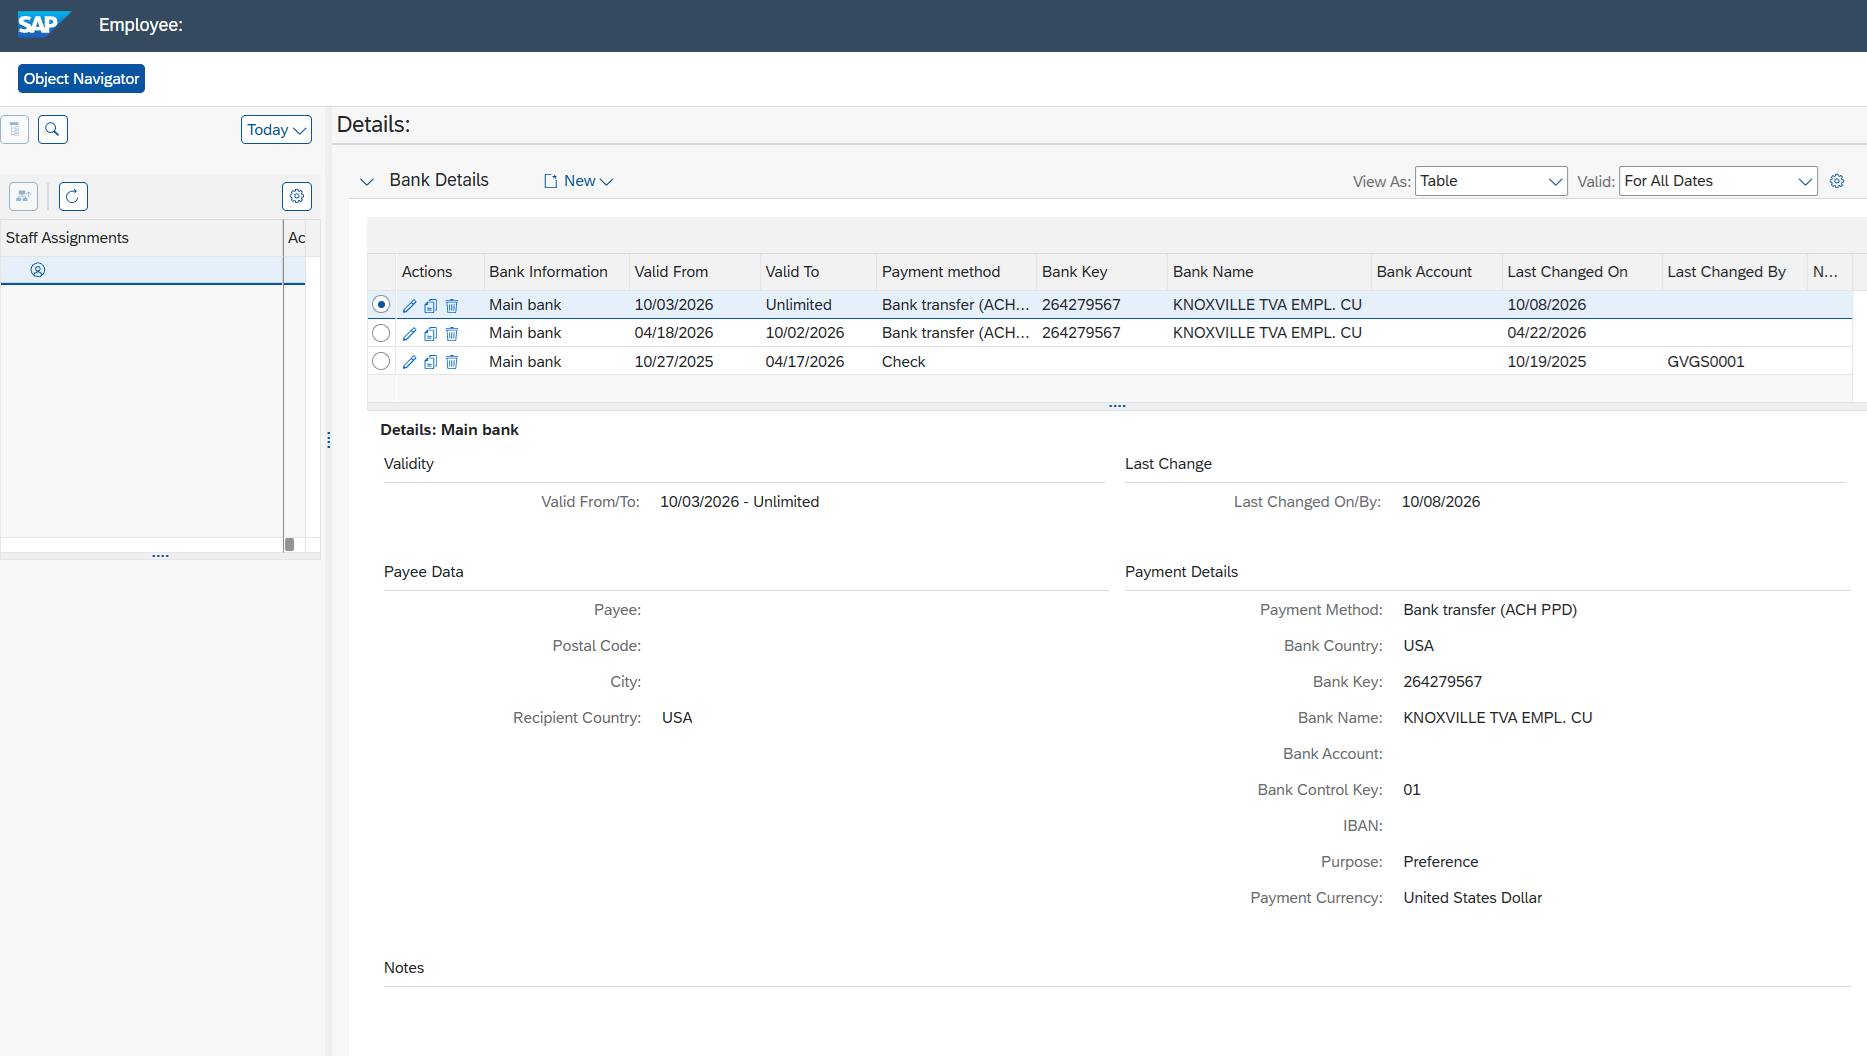 SAP Employee:
Object Navigator
Today
Details:
Bank Details New View As: Table Valid: For All Dates
Staff Assignments Ac
Actions Bank Information Valid From Valid To Payment method Bank Key Bank Name Bank Account Last Changed On Last Changed By N...
Main bank 10/03/2026 Unlimited Bank transfer (ACH... 264279567 KNOXVILLE TVA EMPL. CU 10/08/2026
Main bank 04/18/2026 10/02/2026 Bank transfer (ACH... 264279567 KNOXVILLE TVA EMPL. CU 04/22/2026
Main bank 10/27/2025 04/17/2026 Check 10/19/2025 GVGS0001
Details: Main bank
Validity
Valid From/To: 10/03/2026 - Unlimited
Last Change
Last Changed On/By: 10/08/2026
Payee Data
Payee:
Postal Code:
City:
Recipient Country: USA
Payment Details
Payment Method: Bank transfer (ACH PPD)
Bank Country: USA
Bank Key: 264279567
Bank Name: KNOXVILLE TVA EMPL. CU
Bank Account:
Bank Control Key: 01
IBAN:
Purpose: Preference
Payment Currency: United States Dollar
Notes